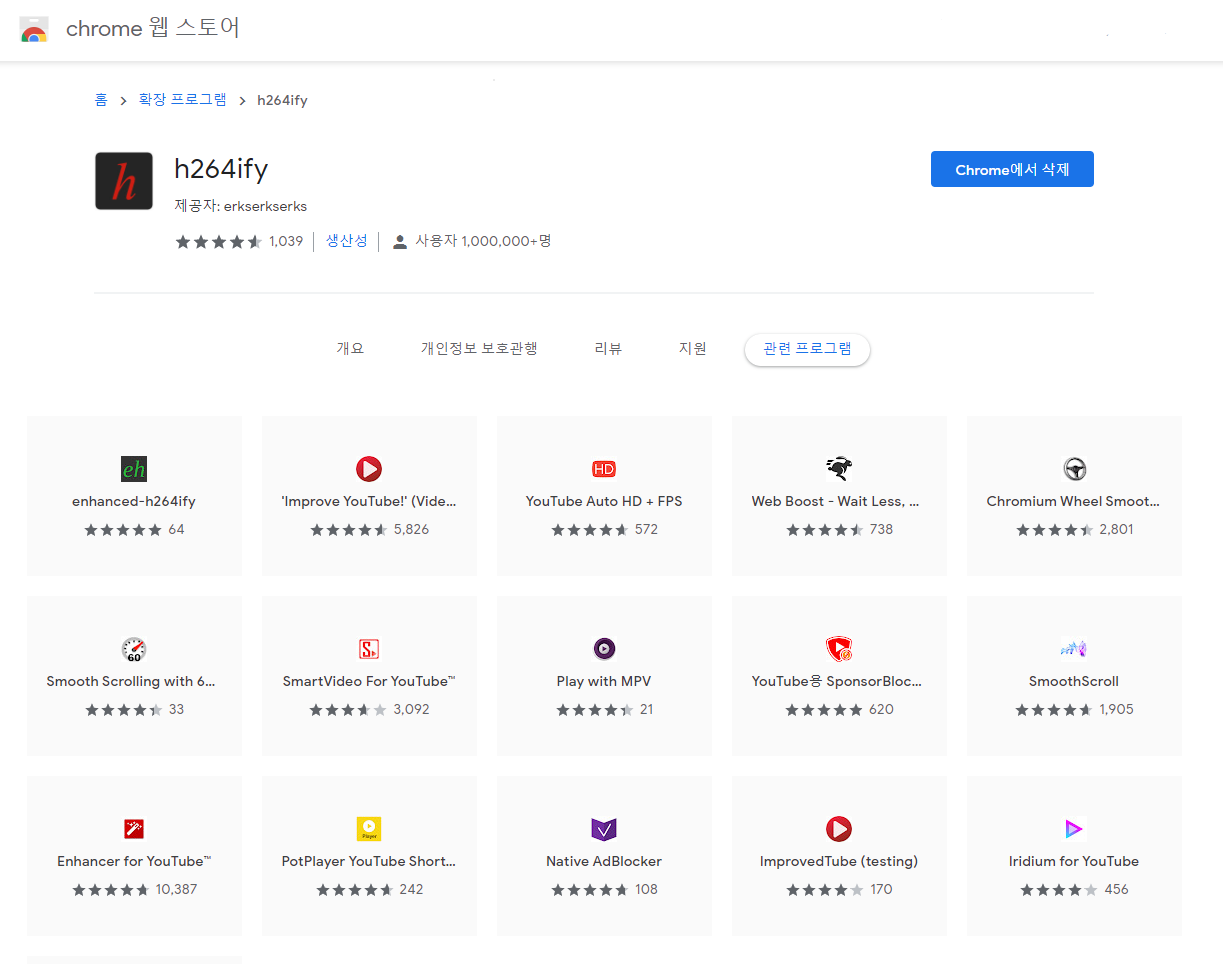 chrome 웹 스토어
홈 > 확장 프로그램 > h264ify
h
h264ify
Chrome에서 삭제
제공자: erkserkserks
1,039 생산성 사용자 1,000,000+명
개요 개인정보 보호관행 리뷰 지원 관련 프로그램
eh
HD
enhanced-h264ify 'Improve YouTube!' (Vide... YouTube Auto HD + FPS Web Boost - Wait Less, ... Chromium Wheel Smoot...
64 5,826 572 738 2,801
60
S
Smooth Scrolling with 6... SmartVideo For YouTube™ Play with MPV YouTube용 SponsorBloc... SmoothScroll
33 3,092 21 620 1,905
Player
Enhancer for YouTube™ PotPlayer YouTube Short... Native AdBlocker ImprovedTube (testing) Iridium for YouTube
10,387 242 108 170 456